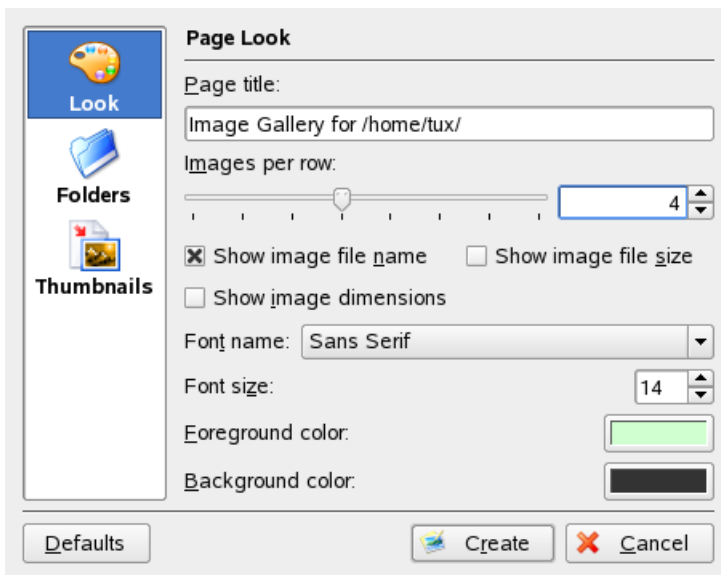 Look
Folders
Thumbnails
Page Look
Page title:
Image Gallery for /home/tux/
Images per row:
4
Show image file name
Show image file size
Show image dimensions
Font name: Sans Serif
Font size: 14
Foreground color:
Background color:
Defaults
Create
Cancel